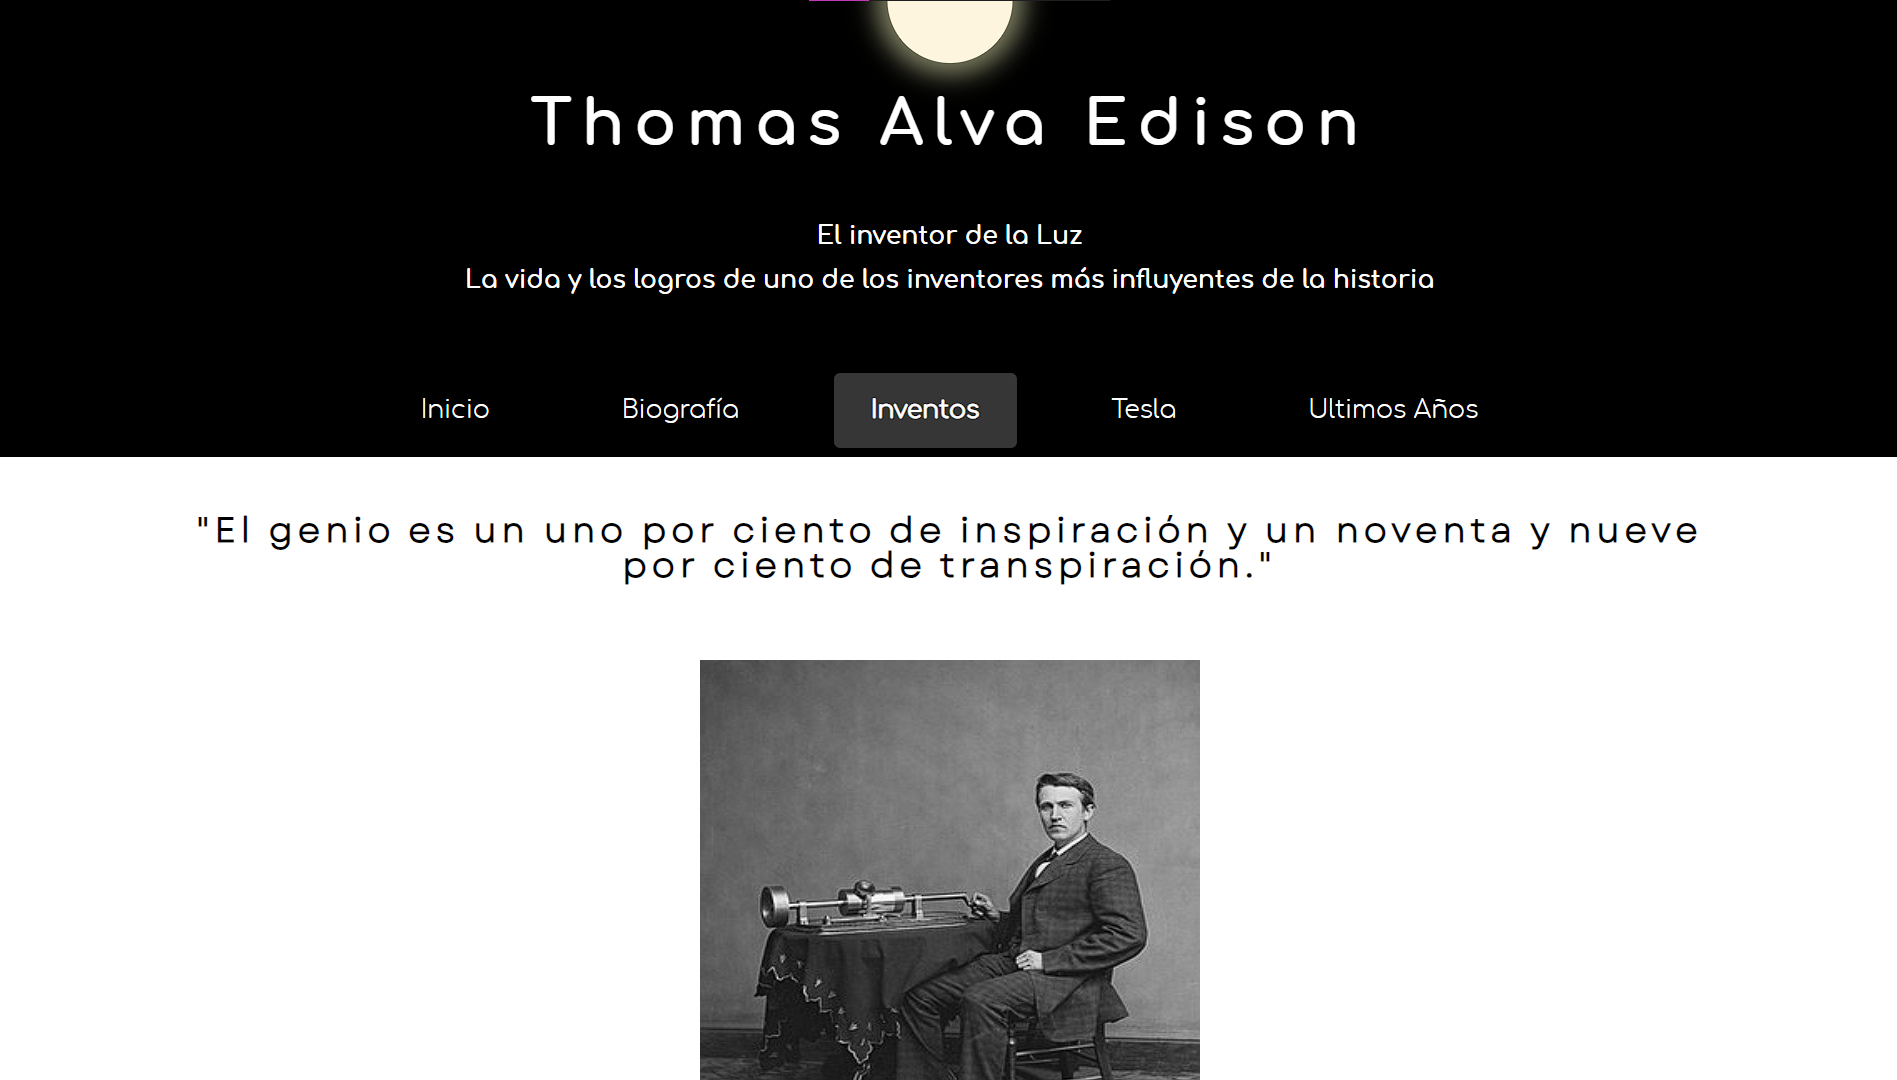 Thomas Alva Edison
El inventor de la Luz
La vida y los logros de uno de los inventores más influyentes de la historia
Inicio
Biografía
Inventos
Tesla
Ultimos Años
"El genio es un uno por ciento de inspiración y un noventa y nueve
por ciento de transpiración."